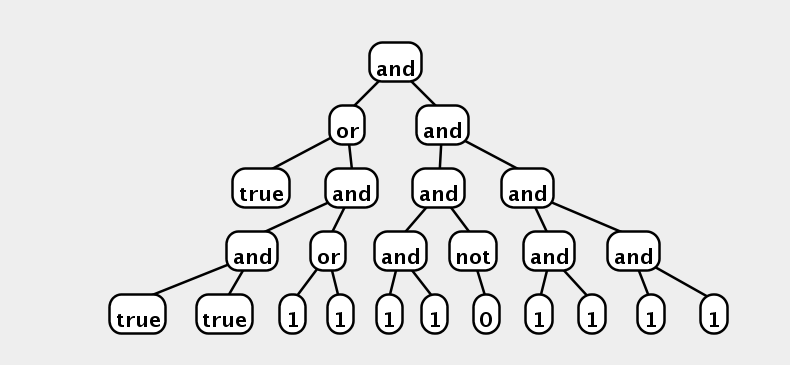 and
or and
true and and and
and or and not and and
true true 1 1 1 1 0 1 1 1 1